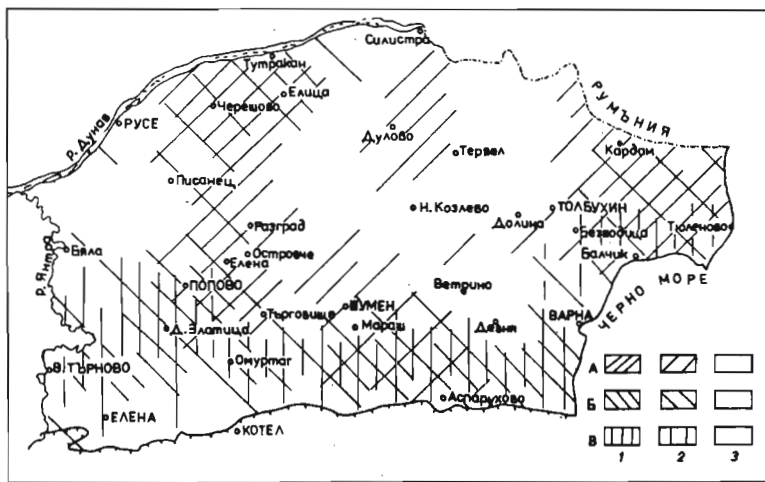 Силистра
Тутракан
Елица
Черешово
РУМЪНИЯ
р. Дунав
РУСЕ
Дулово
Кардам
Тервел
Писанец
Н. Козлево
Долина
ТОЛБУХИН
Разград
Безводица
Тюленово
р. Янтра
Бяла
Островче
Елена
Балчик
ЧЕРНО МОРЕ
ПОПОВО
Ветрино
ШУМЕН
Търговище
Мараш
Девня
ВАРНА
Д. Златица
Омуртаг
В. ТЪРНОВО
Аспарухово
ЕЛЕНА
КОТЕЛ
А
Б
В
1 2 3